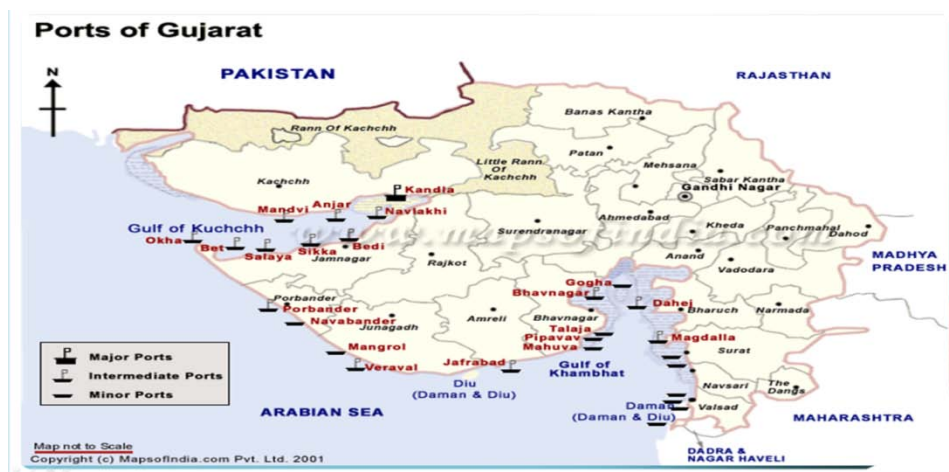 Ports of Gujarat
N
PAKISTAN
RAJASTHAN
Banas Kantha
Rann Of Kachchh
Patan
Mehsana
Little Rann
Of
Kachchh
Sabar Kantha
Kachchh
Kandla
Gandhi Nagar
Mandvi
Anjar
Navlakhi
Ahmedabad
Gulf of Kuchchh
www.mapsofindia.com
Surendranagar
Kheda
Panchmahal
Dahod
Okha
Bet
Salaya
Sikka
Bedi
Jamnagar
Rajkot
Anand
Vadodara
MADHYA
PRADESH
Gogha
Bhavnagar
Dahej
Porbander
Porbander
Navabander
Junagadh
Amreli
Bhavnagar
Bharuch
Narmada
Talaja
Pipavav
Mahuva
Magdalla
Mangrol
Veraval
Jafrabad
Surat
Gulf of
Khambhat
Major Ports
Intermediate Ports
Minor Ports
Diu
(Daman & Diu)
Navsari
The
Dangs
ARABIAN SEA
Daman
(Daman & Diu)
Valsad
MAHARASHTRA
Map not to Scale
Copyright (c) MapsofIndia.com Pvt. Ltd. 2001
DADRA &
NAGAR HAVELI